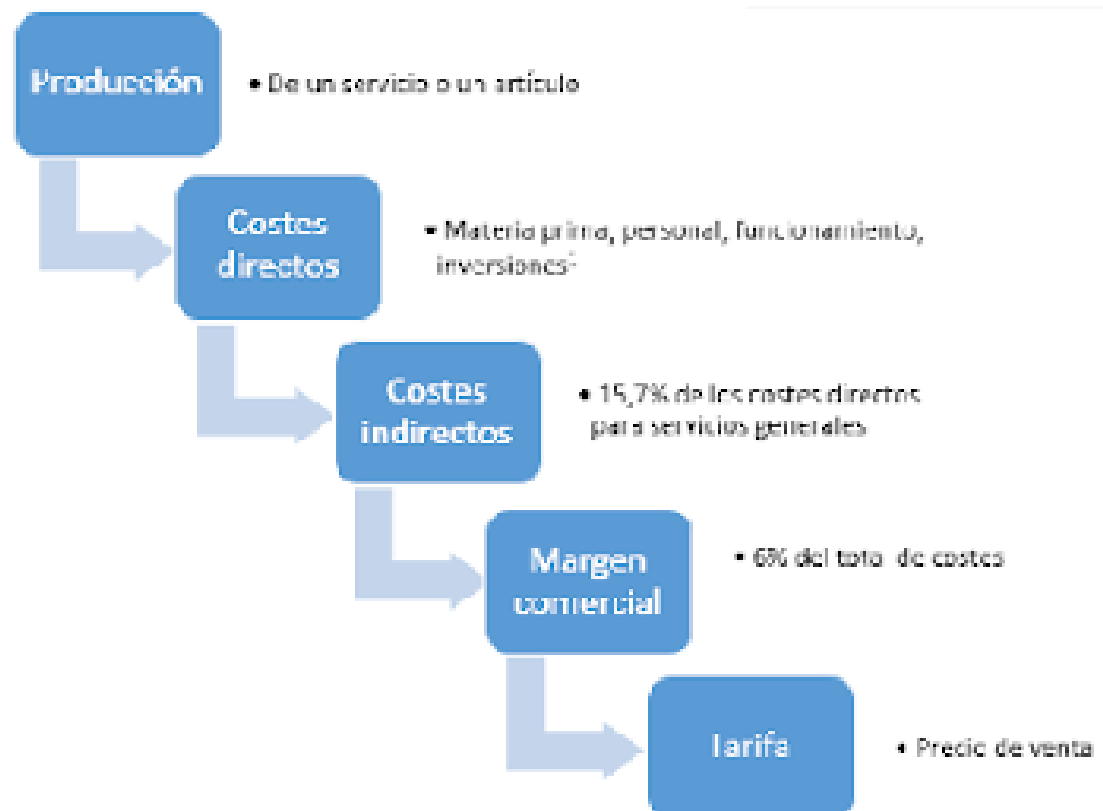 Producción
• De un servicio o un artículo
Costes
directos
• Materia prima, personal, funcionamiento,
inversiones
Costes
indirectos
• 15,7% de los costes directos
para servicios generales
Margen
comercial
• 6% del total de costes
Tarifa
• Precio de venta